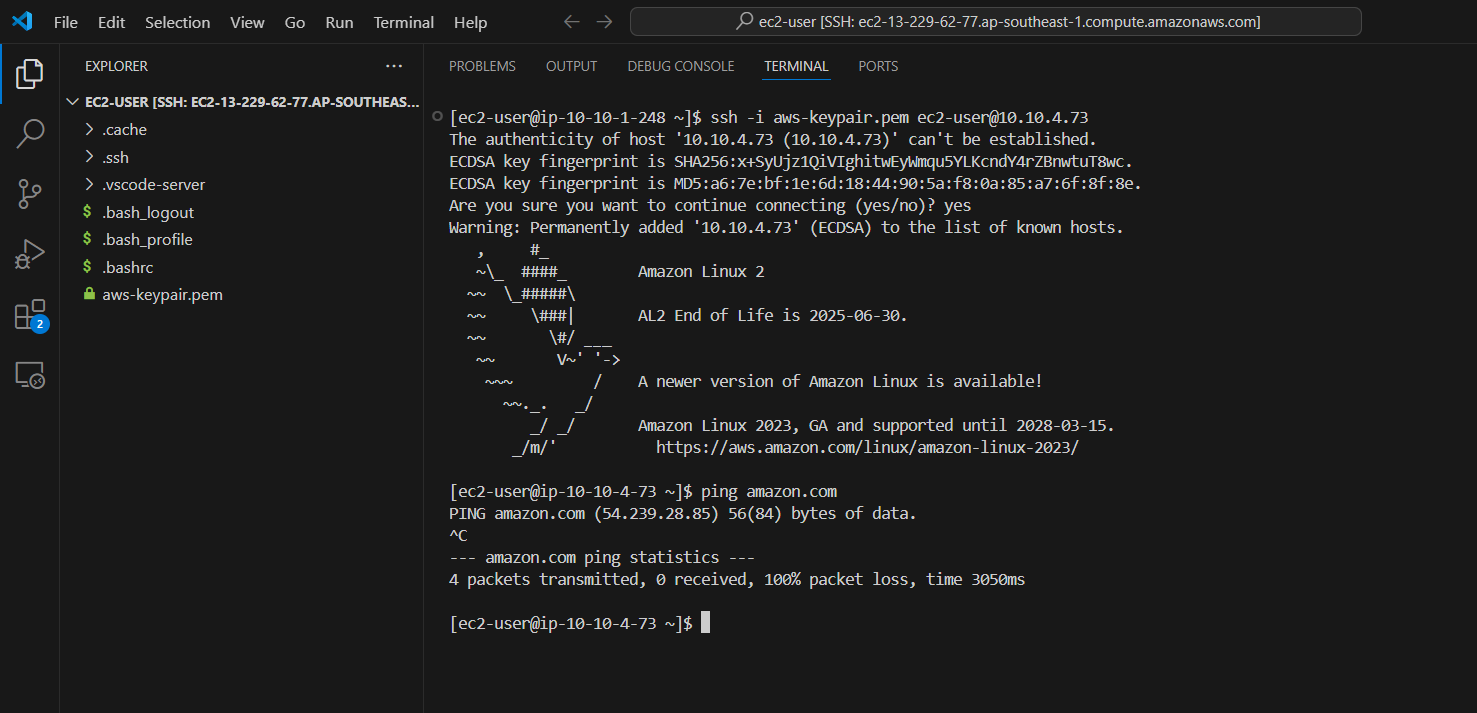 File Edit Selection View Go Run Terminal Help
ec2-user [SSH: ec2-13-229-62-77.ap-southeast-1.compute.amazonaws.com]
EXPLORER ...
EC2-USER [SSH: EC2-13-229-62-77.AP-SOUTHEAS...
.cache
.ssh
.vscode-server
$ .bash_logout
$ .bash_profile
$ .bashrc
aws-keypair.pem
2
PROBLEMS OUTPUT DEBUG CONSOLE TERMINAL PORTS
[ec2-user@ip-10-10-1-248 ~]$ ssh -i aws-keypair.pem ec2-user@10.10.4.73
The authenticity of host '10.10.4.73 (10.10.4.73)' can't be established.
ECDSA key fingerprint is SHA256:x+SyUjz1QiVIghitwEyWmqu5YLKcndY4rZBnwtuT8wc.
ECDSA key fingerprint is MD5:a6:7e:bf:1e:6d:18:44:90:5a:f8:0a:85:a7:6f:8f:8e.
Are you sure you want to continue connecting (yes/no)? yes
Warning: Permanently added '10.10.4.73' (ECDSA) to the list of known hosts.
   ,     #_
   ~\_  ####_        Amazon Linux 2
  ~~  \_#####\
  ~~     \###|       AL2 End of Life is 2025-06-30.
  ~~       \#/ ___
   ~~       V~' '->
    ~~~         /    A newer version of Amazon Linux is available!
      ~~._.   _/
         _/ _/       Amazon Linux 2023, GA and supported until 2028-03-15.
       _/m/'           https://aws.amazon.com/linux/amazon-linux-2023/
[ec2-user@ip-10-10-4-73 ~]$ ping amazon.com
PING amazon.com (54.239.28.85) 56(84) bytes of data.
^C
--- amazon.com ping statistics ---
4 packets transmitted, 0 received, 100% packet loss, time 3050ms
[ec2-user@ip-10-10-4-73 ~]$